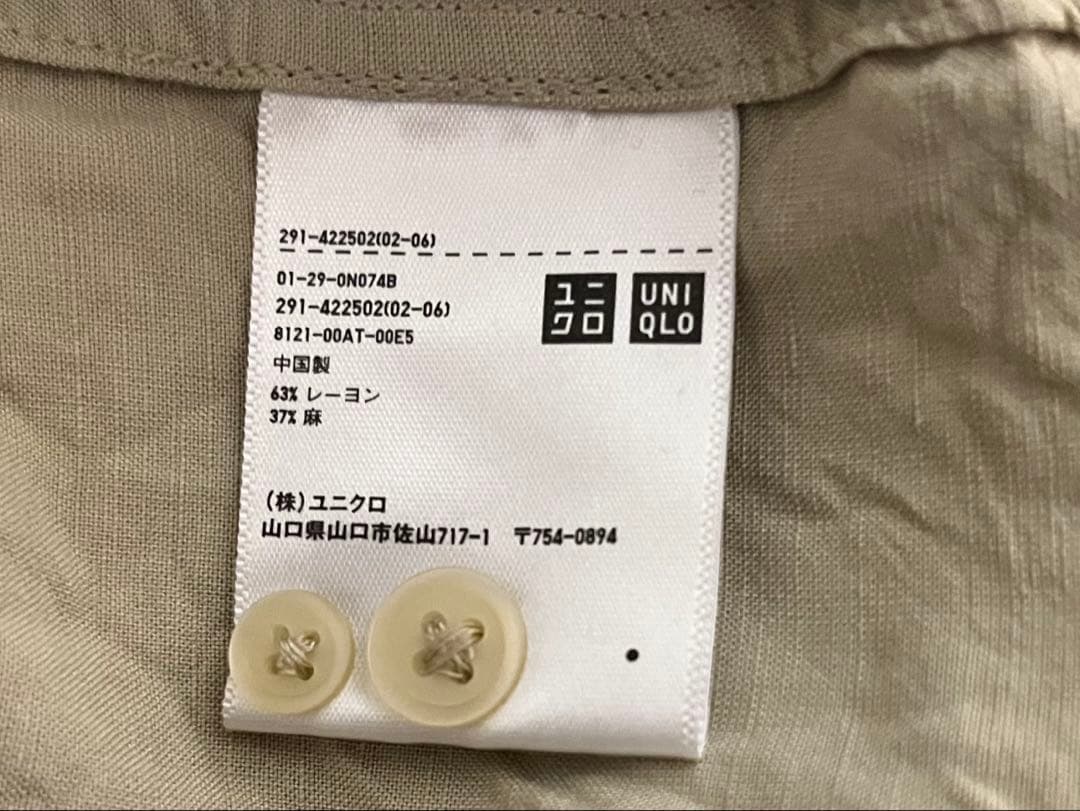 291-422502(02-06)
01-29-0N074B
291-422502(02-06)
8121-00AT-00E5
中国製
63% レーヨン
37% 麻
ユニ
クロ
UNI
QLO
(株)ユニクロ
山口県山口市佐山717-1 〒754-0894